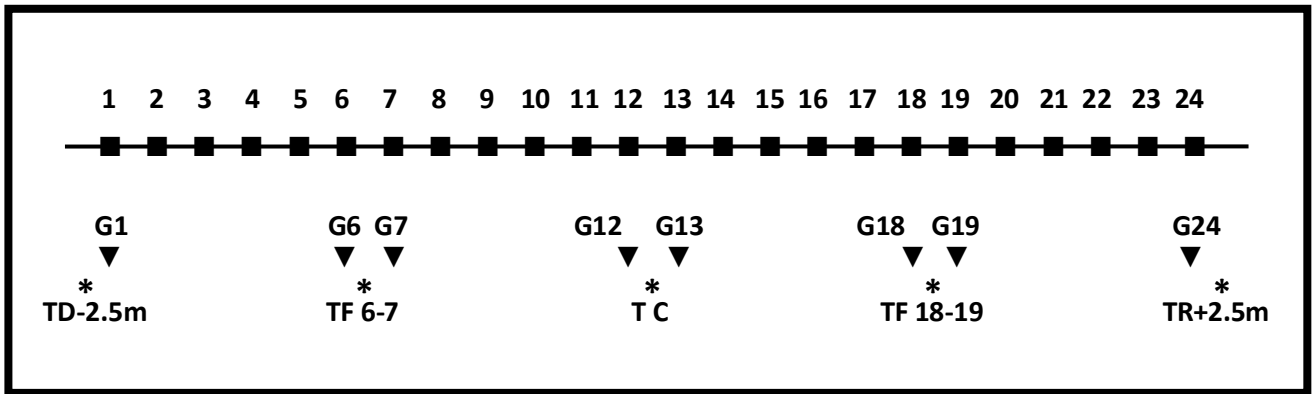 1 2 3 4 5 6 7 8 9 10 11 12 13 14 15 16 17 18 19 20 21 22 23 24
G1 G6 G7 G12 G13 G18 G19 G24
* * * * *
TD-2.5m TF 6-7 T C TF 18-19 TR+2.5m